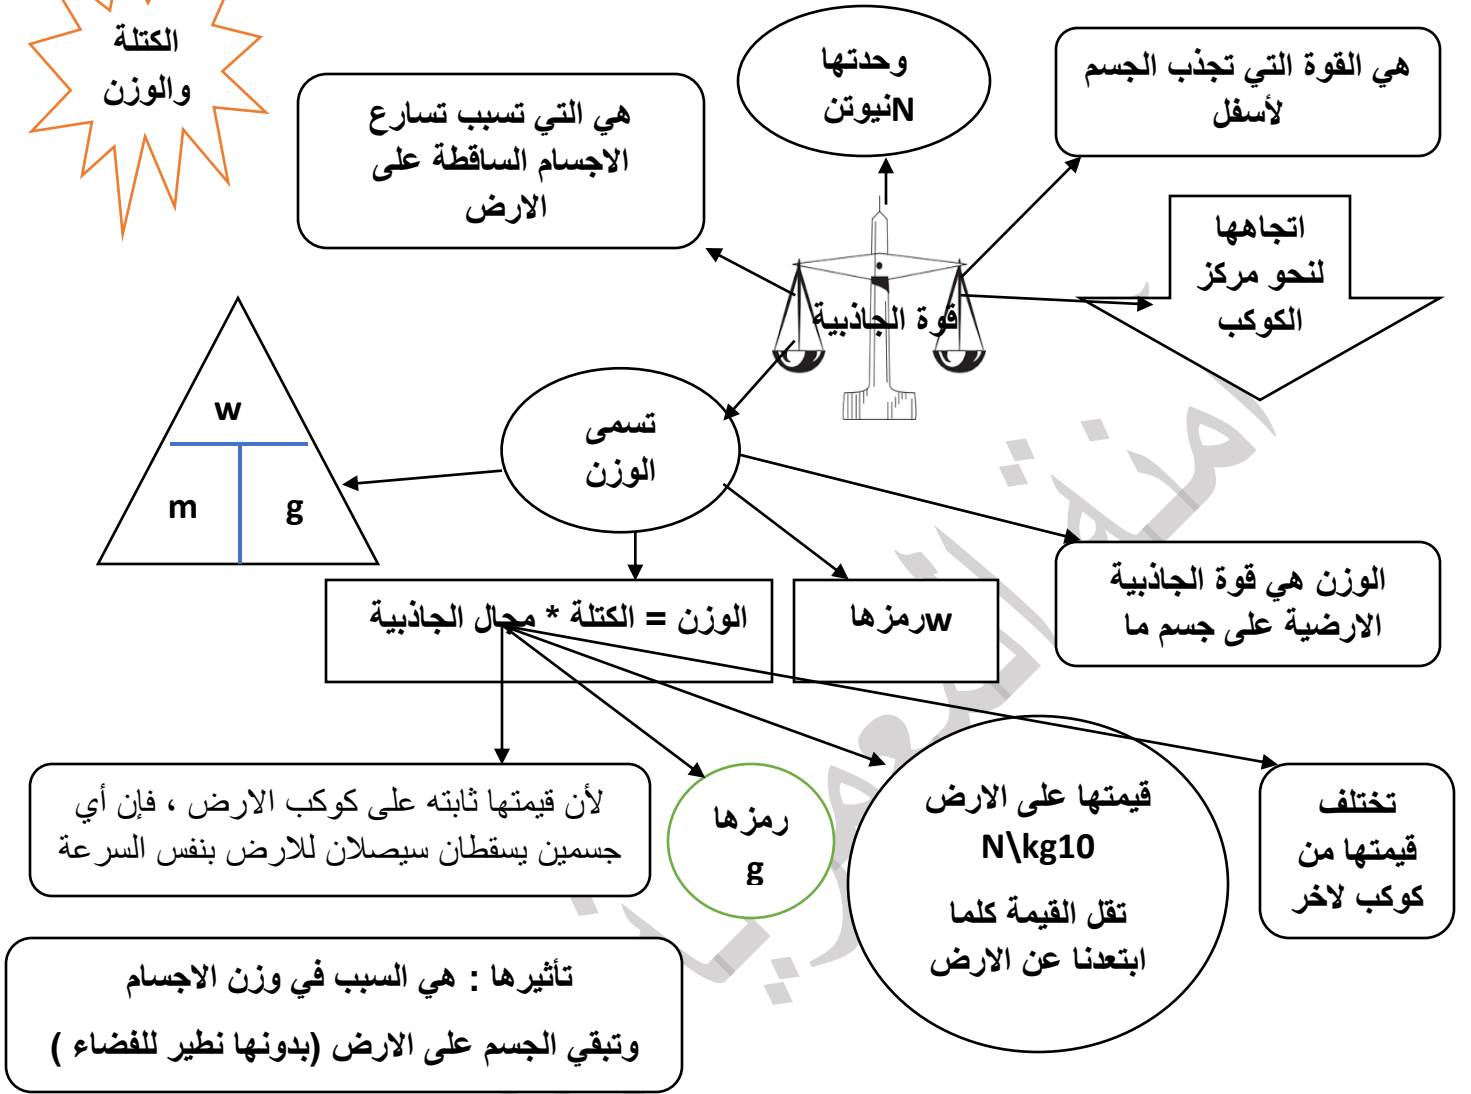 الكتلة
والوزن
وحدتها
نيوتنN
هي القوة التي تجذب الجسم
لأسفل
هي التي تسبب تسارع
الاجسام الساقطة على
الارض
اتجاهها
لنحو مركز
الكوكب
قوة الجاذبية
w
m
g
تسمى
الوزن
الوزن هي قوة الجاذبية
الارضية على جسم ما
رمزهاw
الوزن = الكتلة * مجال الجاذبية
لأن قيمتها ثابته على كوكب الارض ، فإن أي
جسمين يسقطان سيصلان للارض بنفس السرعة
رمزها
g
قيمتها على الارض
N\kg10
تقل القيمة كلما
ابتعدنا عن الارض
تختلف
قيمتها من
كوكب لاخر
تأثيرها : هي السبب في وزن الاجسام
وتبقي الجسم على الارض (بدونها نطير للفضاء )